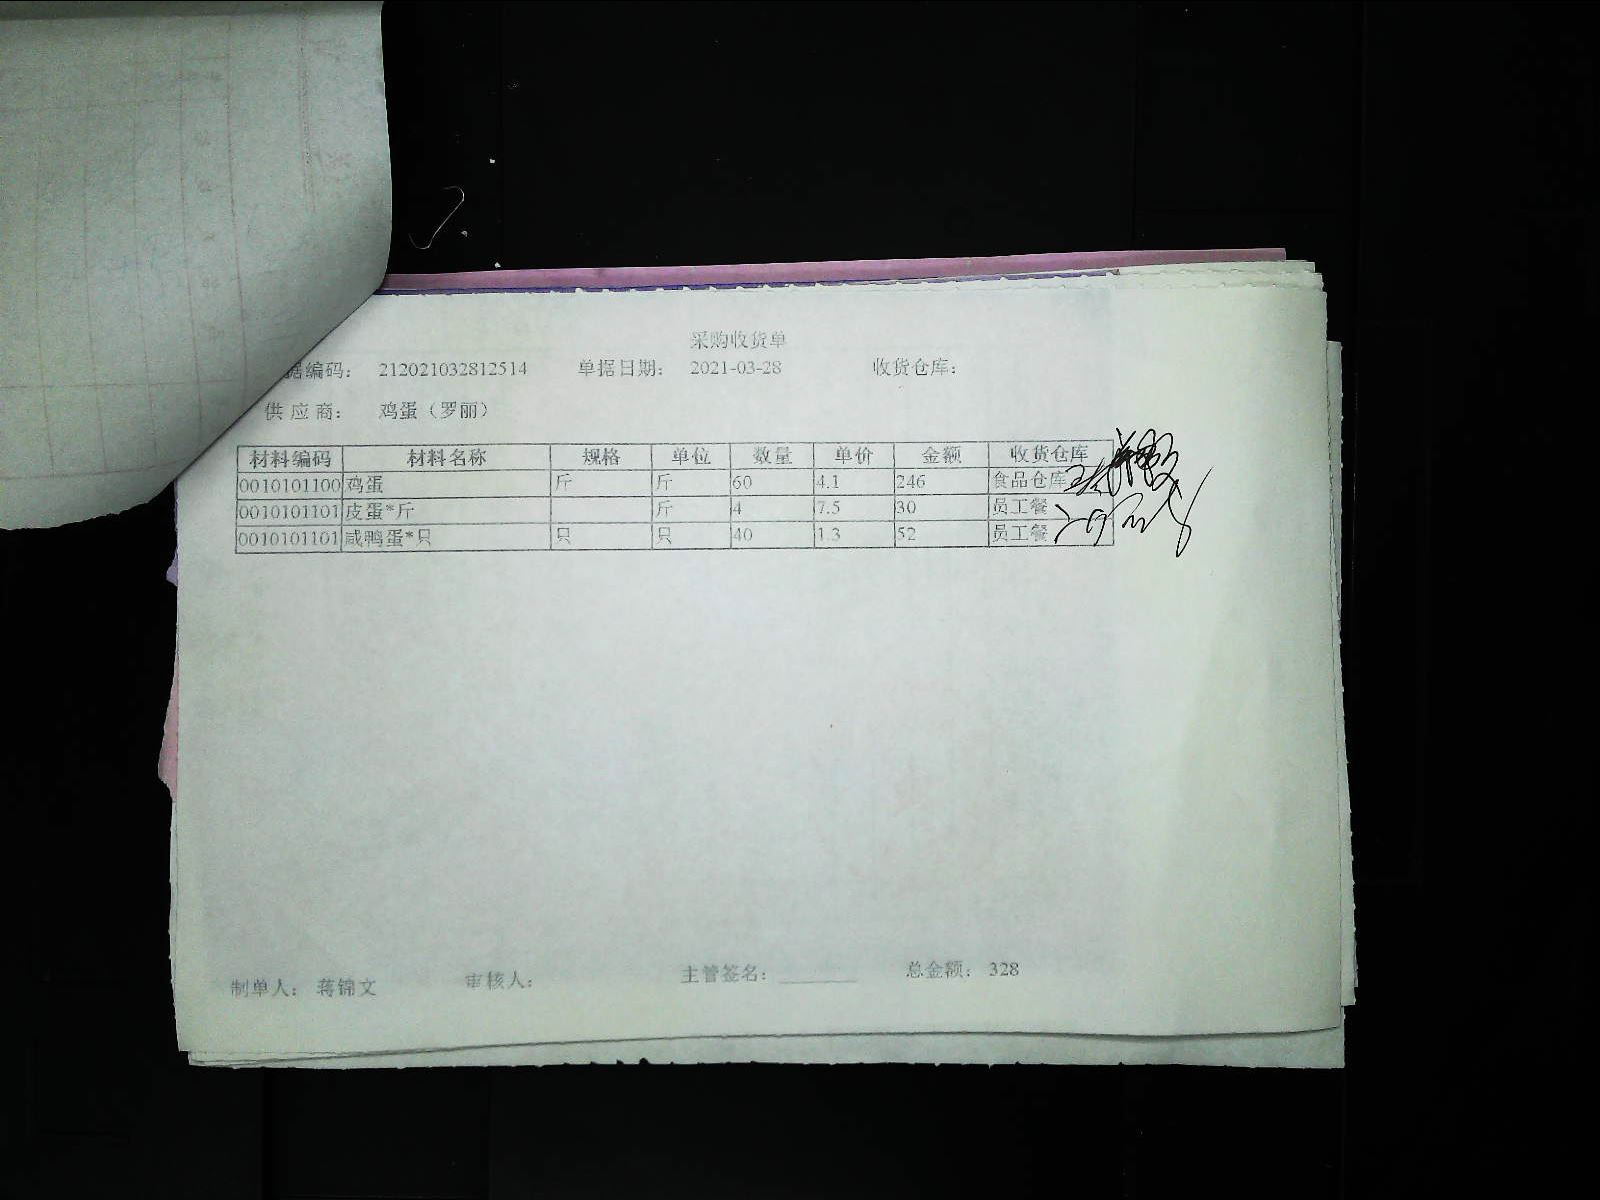 采购收货单
据编码： 212021032812514 单据日期： 2021-03-28 收货仓库：
供应商： 鸡蛋（罗丽）
材料编码 材料名称 规格 单位 数量 单价 金额 收货仓库
0010101100 鸡蛋 斤 斤 60 4.1 246 食品仓库
0010101101 皮蛋*斤 斤 4 7.5 30 员工餐
0010101101 咸鸭蛋*只 只 只 40 1.3 52 员工餐
制单人： 蒋锦文 审核人： 主管签名： 总金额： 328